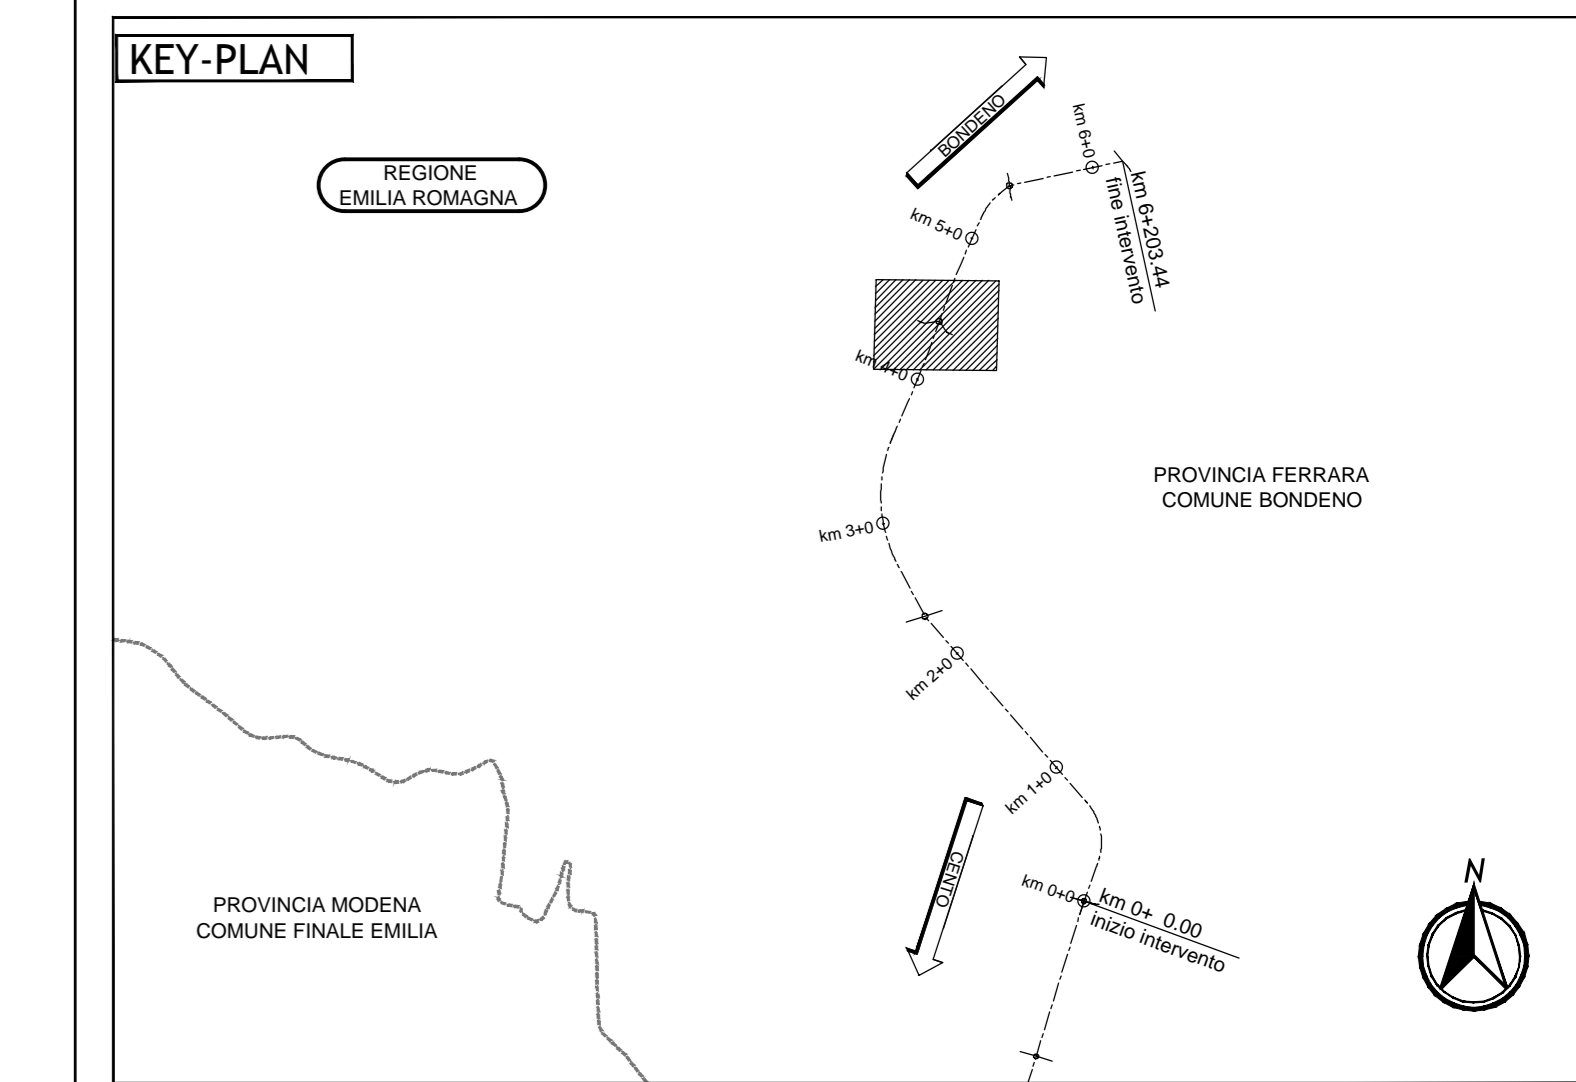 KEY-PLAN
REGIONE
EMILIA ROMAGNA
BONDENO
km 6+0
km 6+203.44
fine intervento
km 5+0
km 4+0
PROVINCIA FERRARA
COMUNE BONDENO
km 3+0
km 2+0
km 1+0
CENTO
km 0+0
km 0+ 0.00
inizio intervento
PROVINCIA MODENA
COMUNE FINALE EMILIA
N